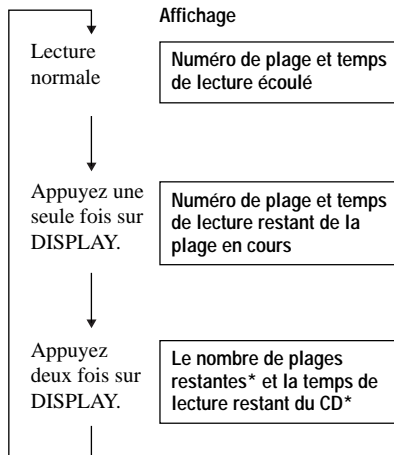 Affichage
Lecture
normale
Numéro de plage et temps
de lecture écoulé
Appuyez une
seule fois sur
DISPLAY.
Numéro de plage et temps
de lecture restant de la
plage en cours
Appuyez
deux fois sur
DISPLAY.
Le nombre de plages
restantes* et la temps de
lecture restant du CD*